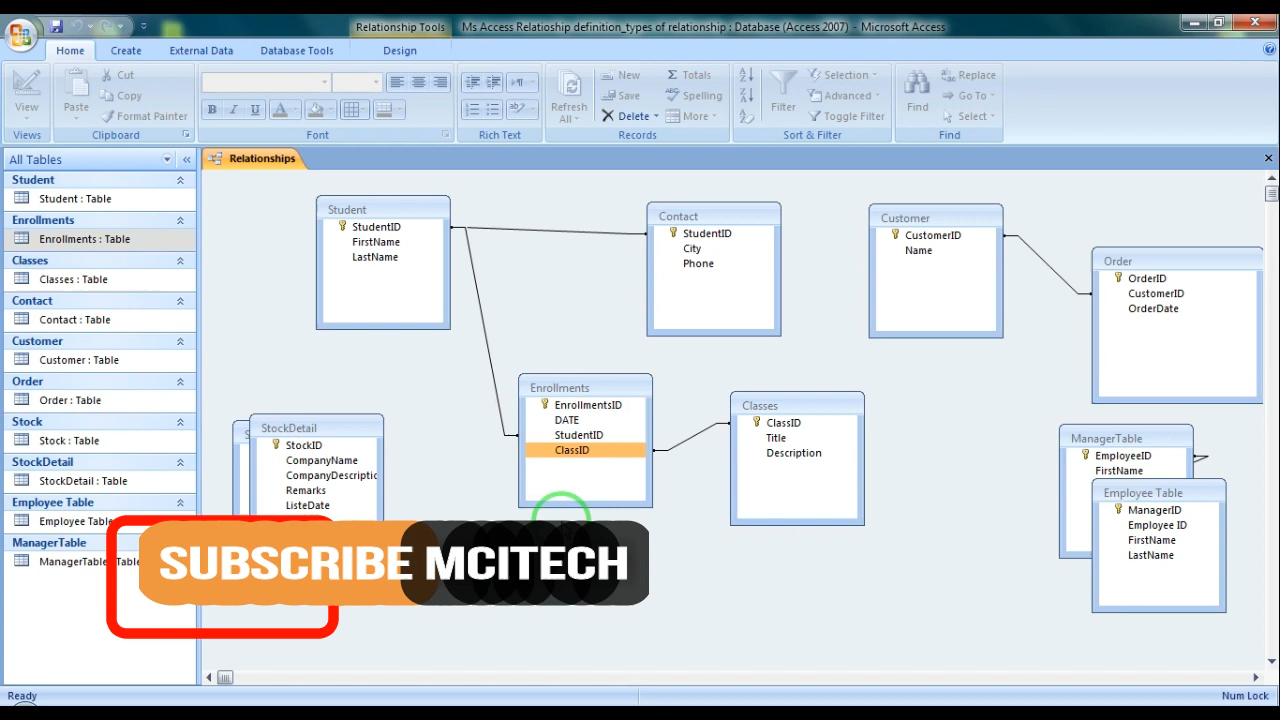 Relationship Tools
Ms Access Relatioship definition_types of relationship : Database (Access 2007) - Microsoft Access
Home
Create
External Data
Database Tools
Design
View
Views
Paste
Cut
Copy
Format Painter
Clipboard
B I U A
Font
Rich Text
Refresh
All
New
Save
Delete
Totals
Spelling
More
Records
Filter
Selection
Advanced
Toggle Filter
Sort & Filter
Find
Replace
Go To
Select
Find
All Tables
Student
Student : Table
Enrollments
Enrollments : Table
Classes
Classes : Table
Contact
Contact : Table
Customer
Customer : Table
Order
Order : Table
Stock
Stock : Table
StockDetail
StockDetail : Table
Employee Table
ManagerTable
Relationships
Student
StudentID
FirstName
LastName
Contact
StudentID
City
Phone
Customer
CustomerID
Name
Order
OrderID
CustomerID
OrderDate
Enrollments
EnrollmentsID
DATE
StudentID
ClassID
Classes
ClassID
Title
Description
S
StockDetail
StockID
CompanyName
CompanyDescriptio
Remarks
ListeDate
ManagerTable
EmployeeID
FirstName
Employee Table
ManagerID
Employee ID
FirstName
LastName
SUBSCRIBE MCITECH
Ready
Num Lock